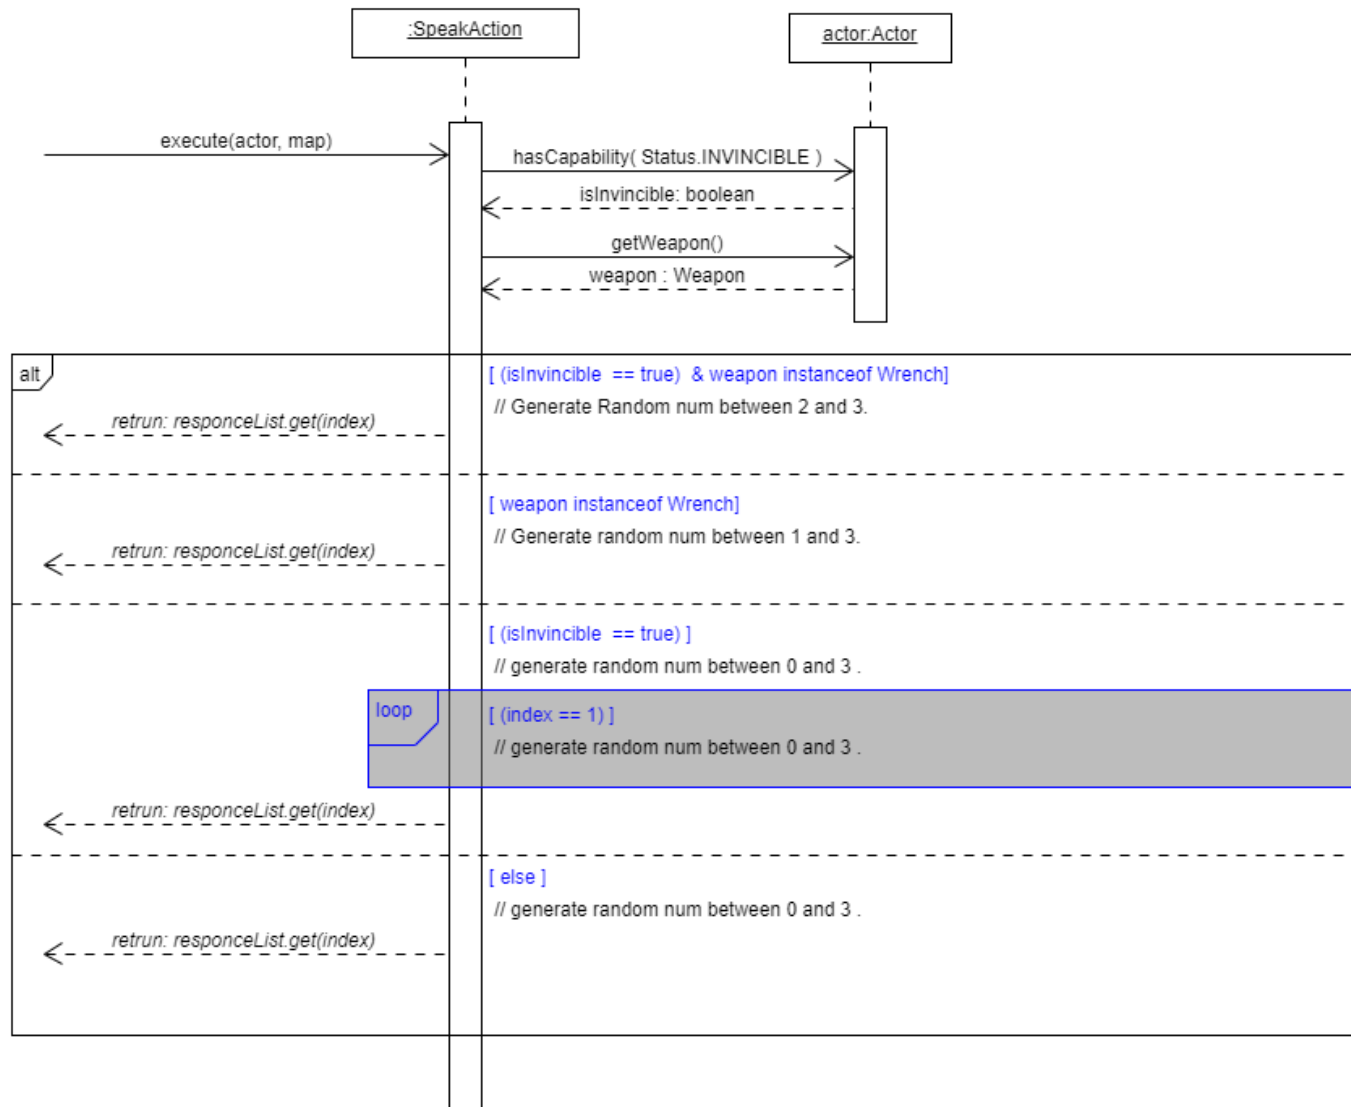 :SpeakAction
actor:Actor
execute(actor, map)
hasCapability( Status.INVINCIBLE )
isInvincible: boolean
getWeapon()
weapon : Weapon
alt
[ (isInvincible  == true)  & weapon instanceof Wrench]
// Generate Random num between 2 and 3.
retrun: responceList.get(index)
[ weapon instanceof Wrench]
// Generate random num between 1 and 3.
retrun: responceList.get(index)
[ (isInvincible  == true) ]
// generate random num between 0 and 3 .
loop
[ (index == 1) ]
// generate random num between 0 and 3 .
retrun: responceList.get(index)
[ else ]
// generate random num between 0 and 3 .
retrun: responceList.get(index)